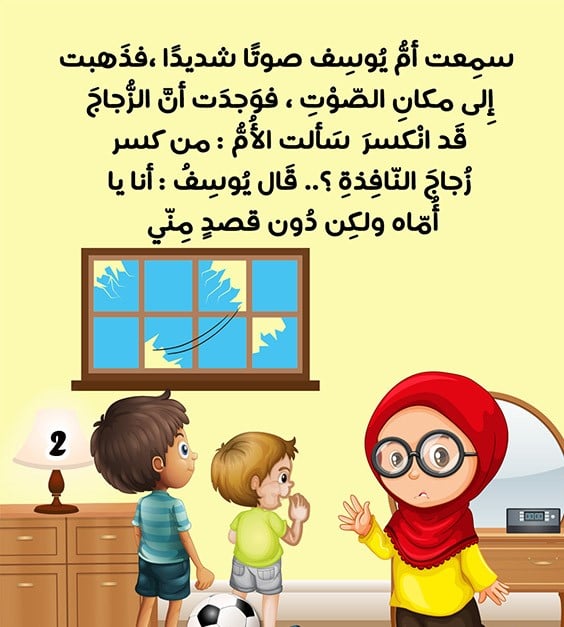 سمِعت أمُّ يُوسِف صوتًا شديدًا ،فذَهبت
إِلى مكانِ الصّوْتِ ، فوَجدَت أنَّ الزُّجاجَ
قَد انْكسرَ سَألت الأُمُّ : من كسر
زُجاجَ النّافِذةِ ؟.. قَال يُوسِفُ : أنا يا
أُمّاه ولكِن دُون قصدٍ مِنّي
2